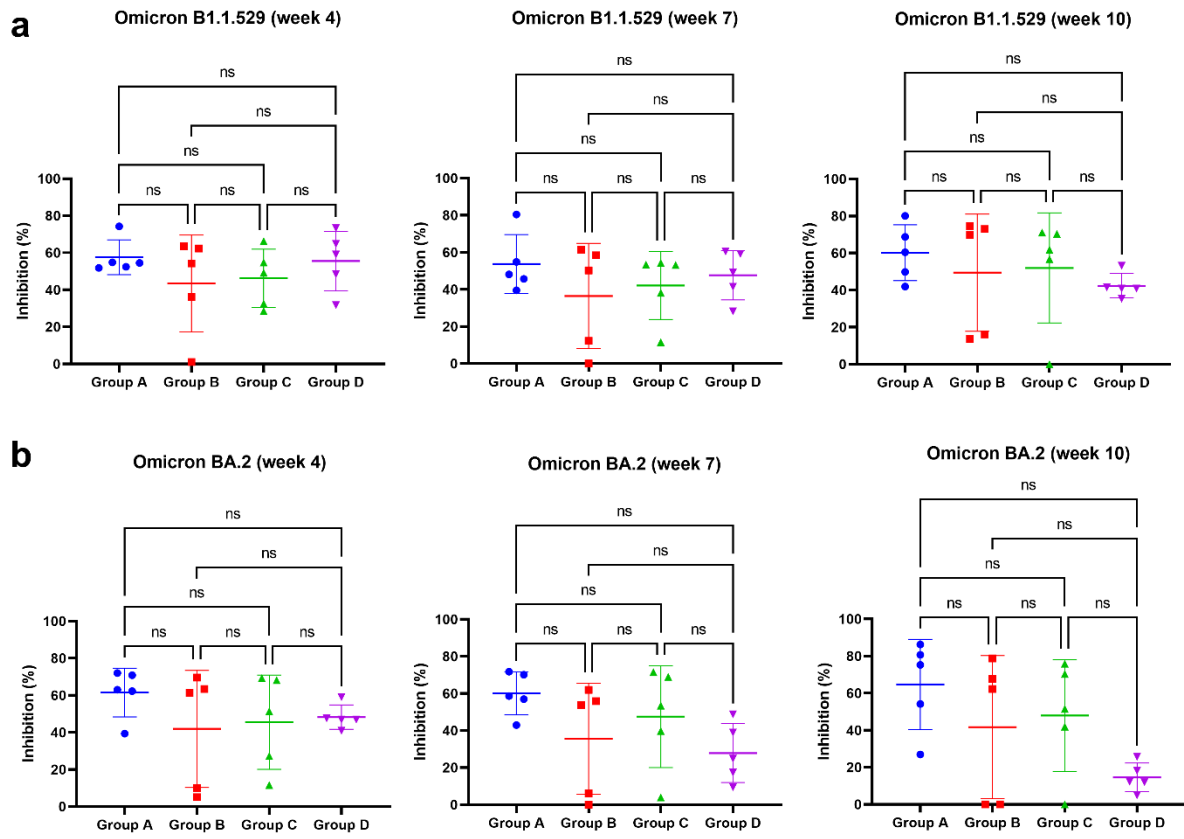 a
Omicron B1.1.529 (week 4)
ns
ns
ns
ns
ns
ns
Inhibition (%)
100
80
60
40
20
0
Group A
Group B
Group C
Group D
Omicron B1.1.529 (week 7)
ns
ns
ns
ns
ns
ns
Inhibition (%)
100
80
60
40
20
0
Group A
Group B
Group C
Group D
Omicron B1.1.529 (week 10)
ns
ns
ns
ns
ns
ns
Inhibition (%)
100
80
60
40
20
0
Group A
Group B
Group C
Group D
b
Omicron BA.2 (week 4)
ns
ns
ns
ns
ns
ns
Inhibition (%)
100
80
60
40
20
0
Group A
Group B
Group C
Group D
Omicron BA.2 (week 7)
ns
ns
ns
ns
ns
ns
Inhibition (%)
100
80
60
40
20
0
Group A
Group B
Group C
Group D
Omicron BA.2 (week 10)
ns
ns
ns
ns
ns
ns
Inhibition (%)
100
80
60
40
20
0
Group A
Group B
Group C
Group D